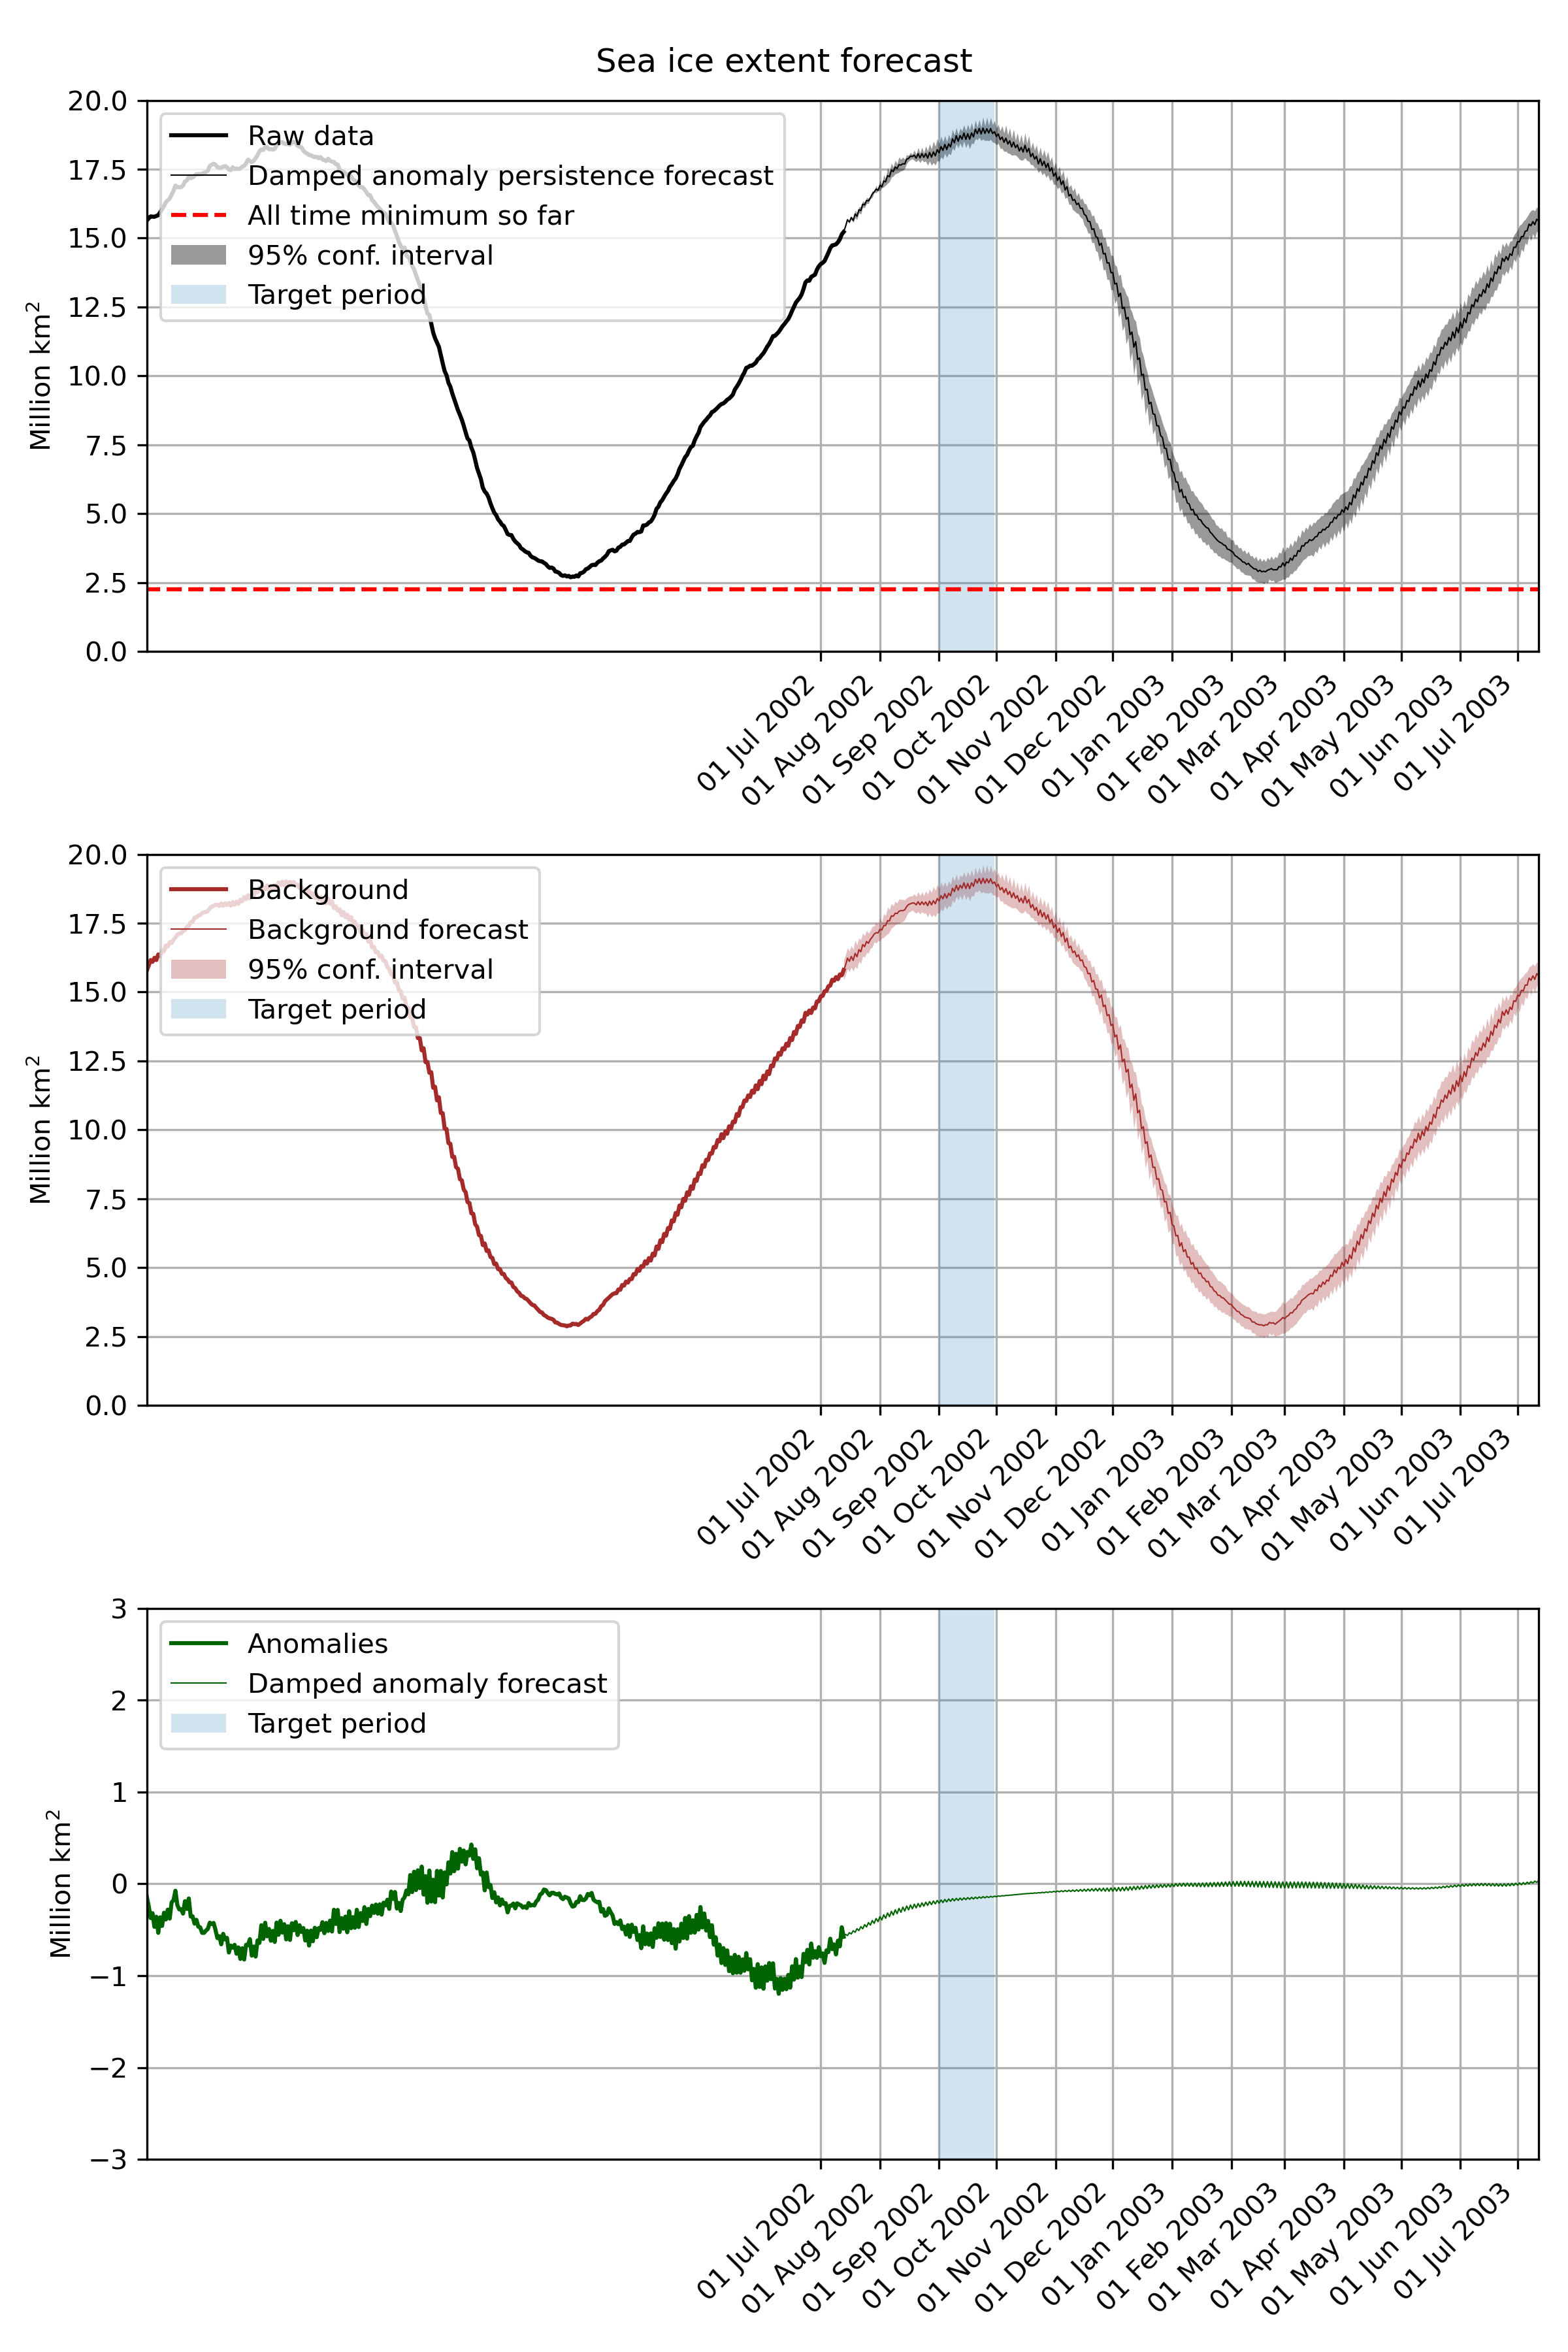 Sea ice extent forecast
20.0
17.5
15.0
12.5
10.0
7.5
5.0
2.5
0.0
Million km²
Raw data
Damped anomaly persistence forecast
All time minimum so far
95% conf. interval
Target period
01 Jul 2002
01 Aug 2002
01 Sep 2002
01 Oct 2002
01 Nov 2002
01 Dec 2002
01 Jan 2003
01 Feb 2003
01 Mar 2003
01 Apr 2003
01 May 2003
01 Jun 2003
01 Jul 2003
20.0
17.5
15.0
12.5
10.0
7.5
5.0
2.5
0.0
Million km²
Background
Background forecast
95% conf. interval
Target period
01 Jul 2002
01 Aug 2002
01 Sep 2002
01 Oct 2002
01 Nov 2002
01 Dec 2002
01 Jan 2003
01 Feb 2003
01 Mar 2003
01 Apr 2003
01 May 2003
01 Jun 2003
01 Jul 2003
3
2
1
0
−1
−2
−3
Million km²
Anomalies
Damped anomaly forecast
Target period
01 Jul 2002
01 Aug 2002
01 Sep 2002
01 Oct 2002
01 Nov 2002
01 Dec 2002
01 Jan 2003
01 Feb 2003
01 Mar 2003
01 Apr 2003
01 May 2003
01 Jun 2003
01 Jul 2003